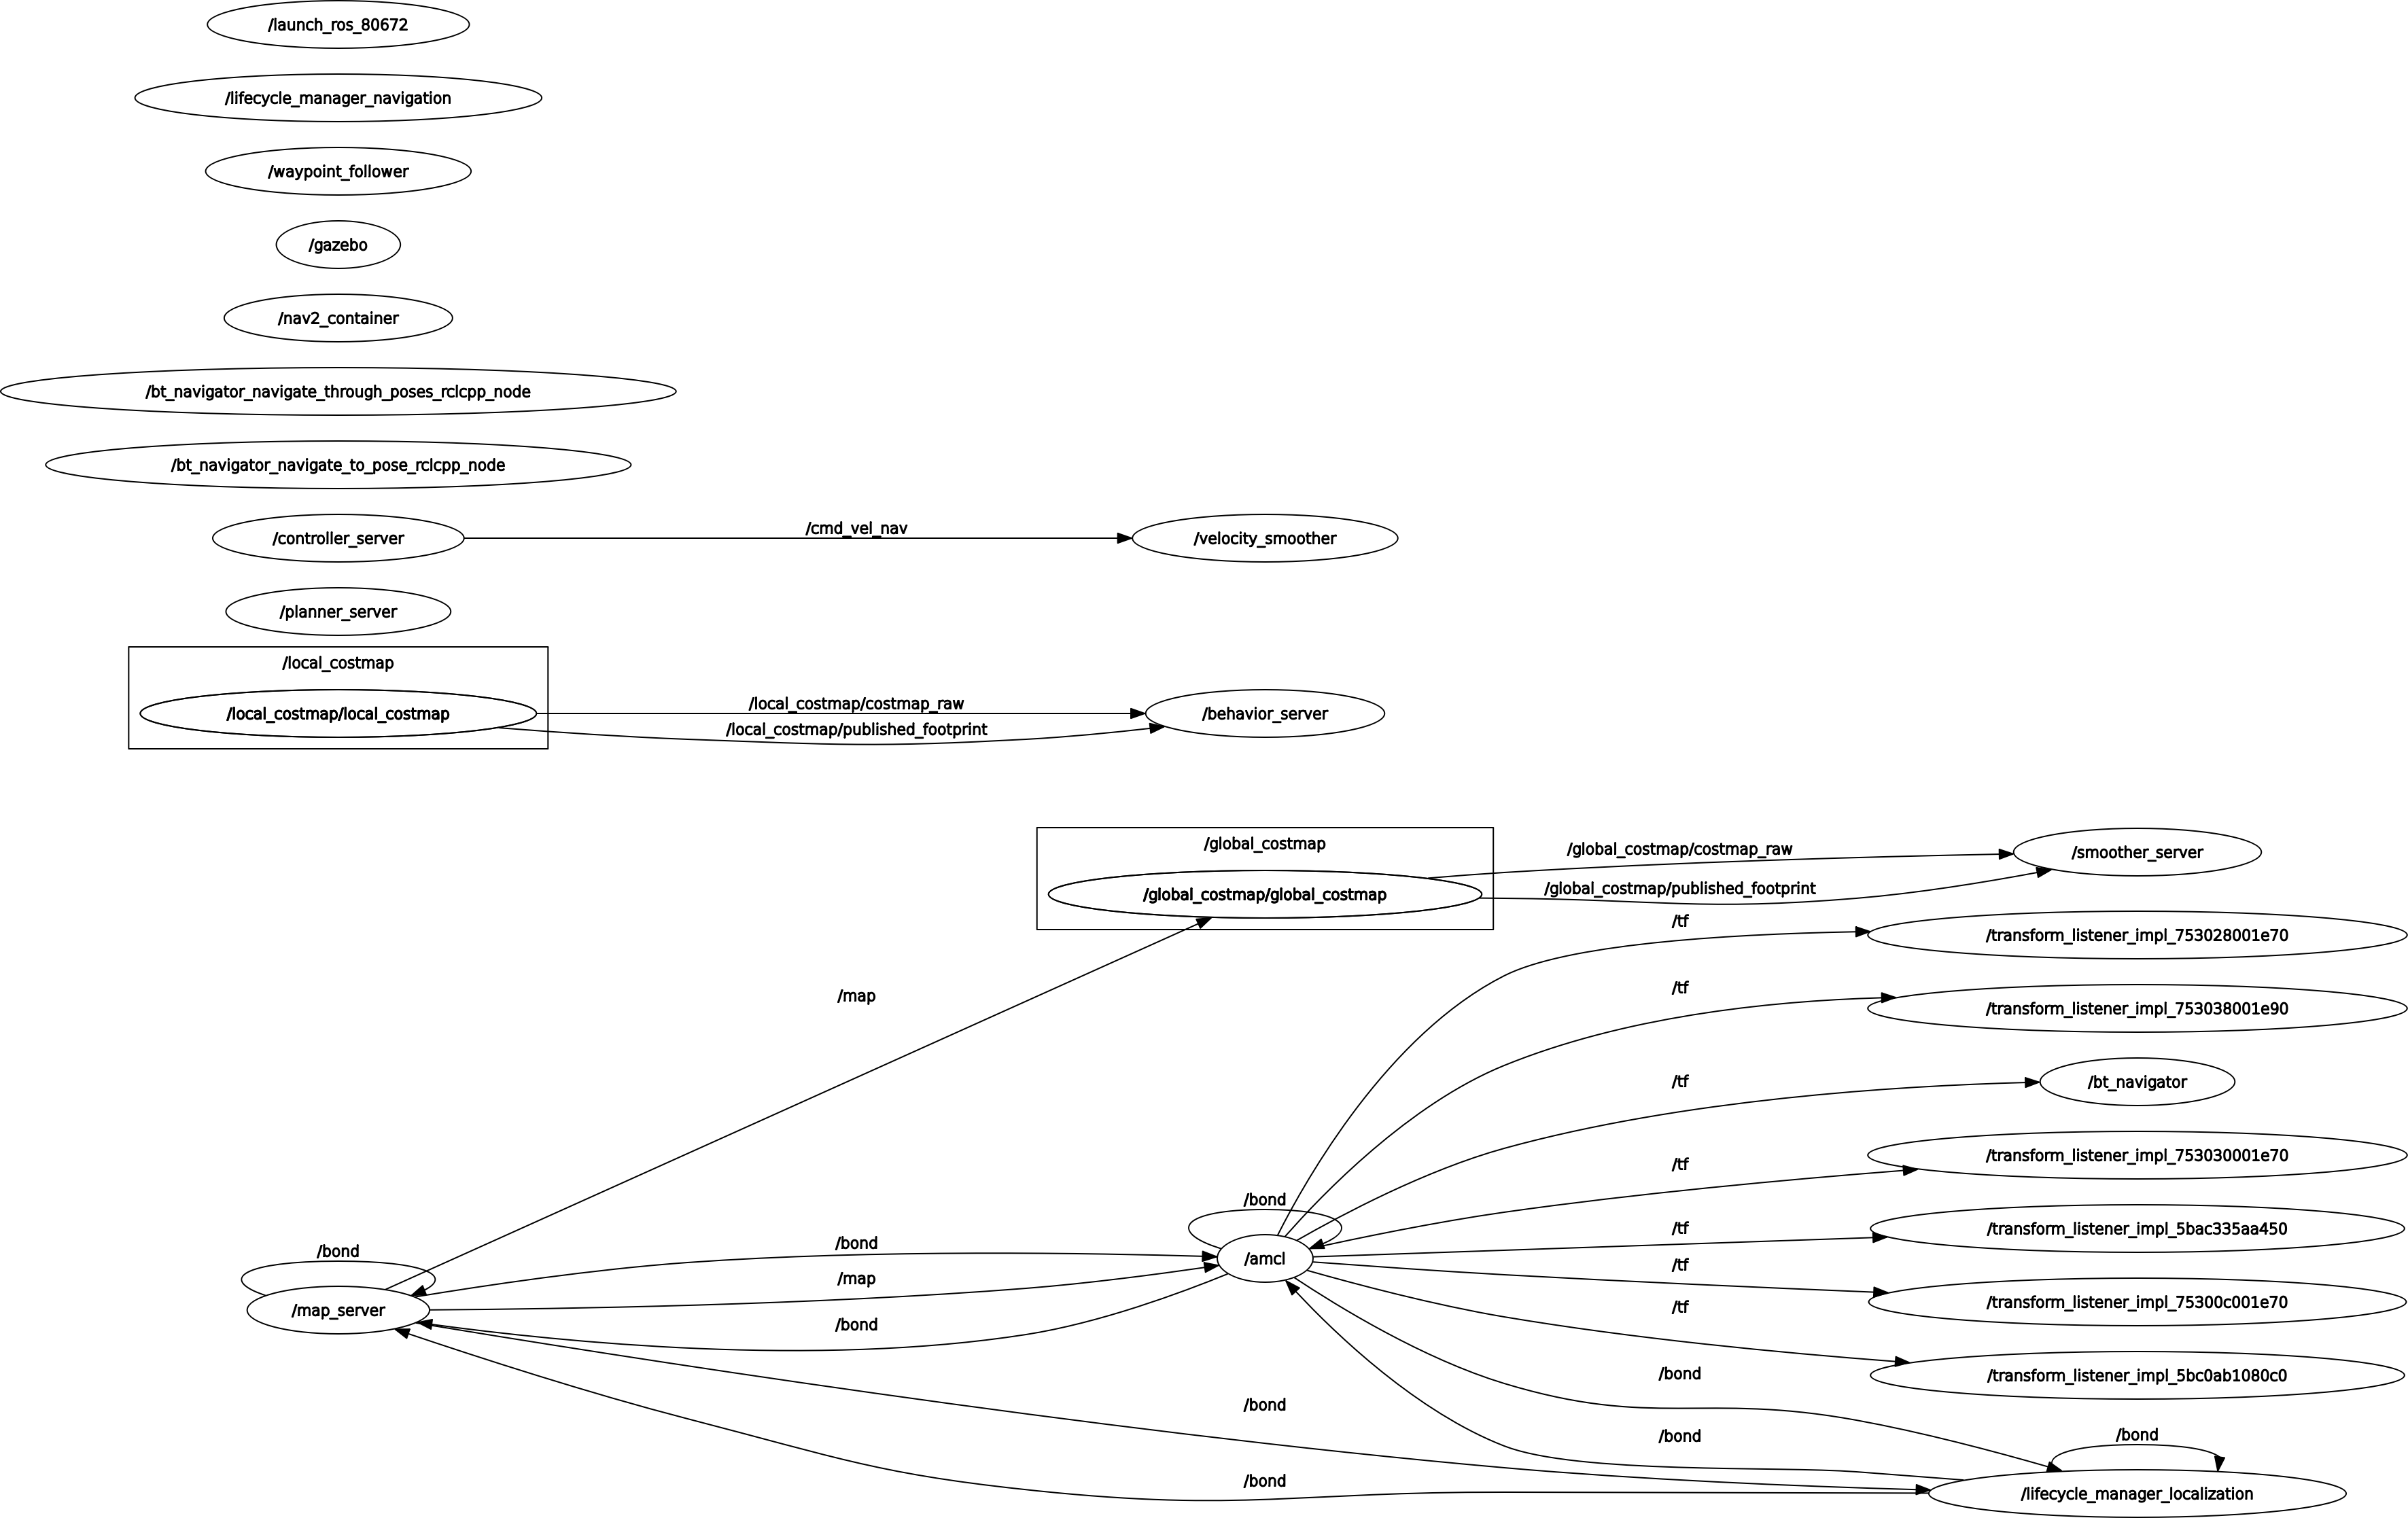 /launch_ros_80672
/lifecycle_manager_navigation
/waypoint_follower
/gazebo
/nav2_container
/bt_navigator_navigate_through_poses_rclcpp_node
/bt_navigator_navigate_to_pose_rclcpp_node
/controller_server
/cmd_vel_nav
/velocity_smoother
/planner_server
/local_costmap
/local_costmap/local_costmap
/local_costmap/costmap_raw
/local_costmap/published_footprint
/behavior_server
/global_costmap
/global_costmap/global_costmap
/global_costmap/costmap_raw
/global_costmap/published_footprint
/smoother_server
/tf
/transform_listener_impl_753028001e70
/map
/tf
/transform_listener_impl_753038001e90
/tf
/bt_navigator
/tf
/transform_listener_impl_753030001e70
/bond
/tf
/transform_listener_impl_5bac335aa450
/bond
/bond
/amcl
/tf
/map
/map_server
/tf
/transform_listener_impl_75300c001e70
/bond
/bond
/transform_listener_impl_5bc0ab1080c0
/bond
/bond
/bond
/bond
/lifecycle_manager_localization